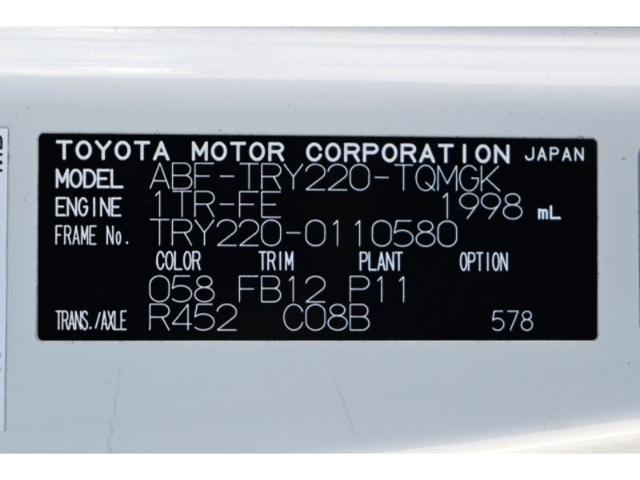 TOYOTA MOTOR CORPORATION JAPAN
MODEL ABF-TRY220-TQMGK
ENGINE 1TR-FE 1998 mL
FRAME No. TRY220-0110580
COLOR TRIM PLANT OPTION
058 FB12 P11
TRANS./AXLE R452 C08B 578